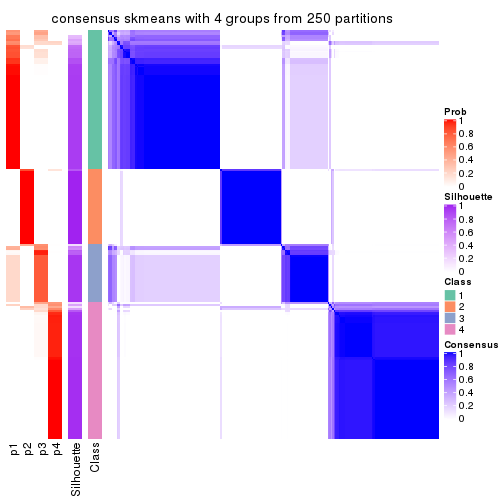 consensus skmeans with 4 groups from 250 partitions
Prob
1
0.8
0.6
0.4
0.2
0
Silhouette
1
0.8
0.6
0.4
0.2
0
Class
1
2
3
4
Consensus
1
0.8
0.6
0.4
0.2
0
p1
p2
p3
p4
Silhouette
Class